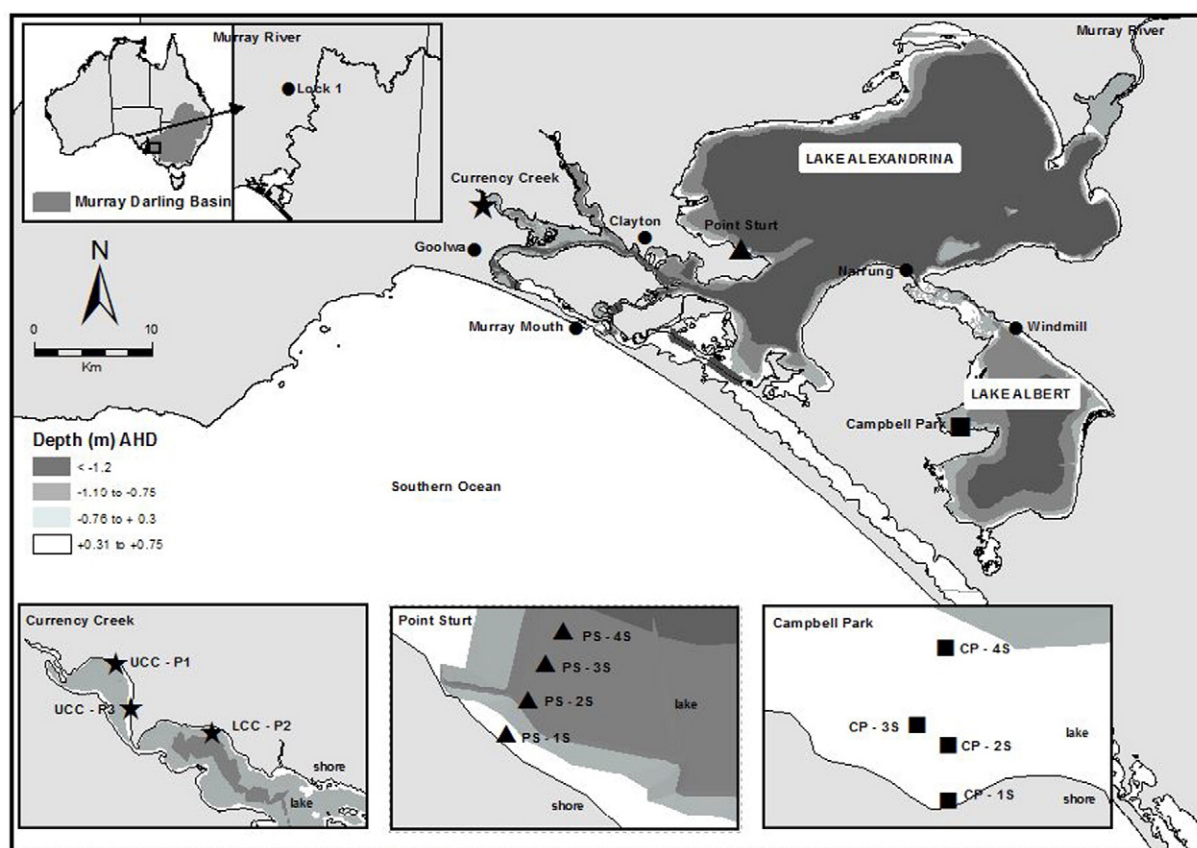 Murray River
Lock 1
Murray Darling Basin
Murray River
LAKE ALEXANDRINA
Currency Creek
Clayton
Point Sturt
Goolwa
Narrung
Murray Mouth
Windmill
LAKE ALBERT
Campbell Park
N
0 10
Km
Depth (m) AHD
< -1.2
-1.19 to -0.75
-0.76 to + 0.3
+0.31 to +0.75
Southern Ocean
Currency Creek
UCC - P1
UCC - P3
LCC - P2
shore
lake
Point Sturt
PS - 4S
PS - 3S
PS - 2S
PS - 1S
lake
shore
Campbell Park
CP - 4S
CP - 3S
CP - 2S
CP - 1S
lake
shore